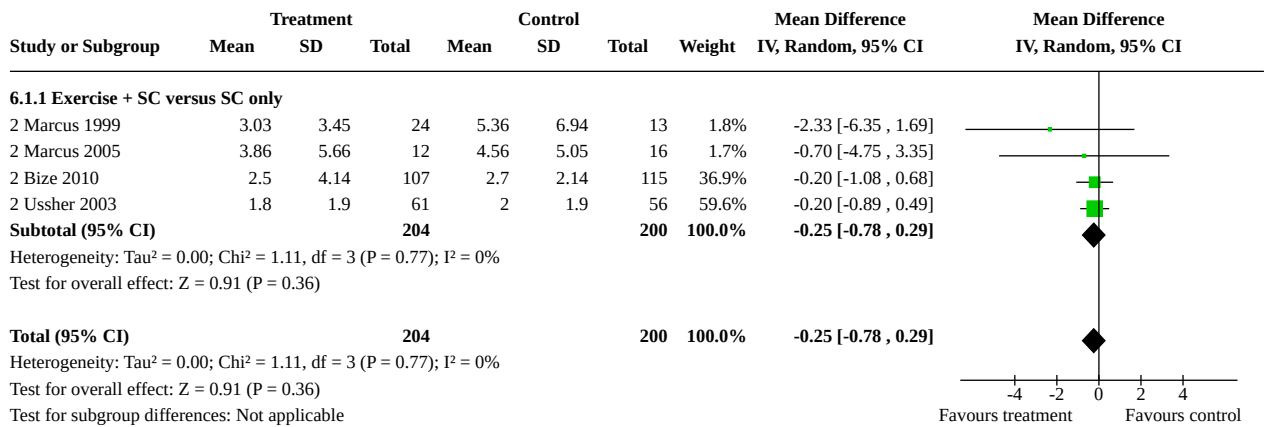 Treatment Control Mean Difference Mean Difference
Study or Subgroup Mean SD Total Mean SD Total Weight IV, Random, 95% CI IV, Random, 95% CI
6.1.1 Exercise + SC versus SC only
2 Marcus 1999 3.03 3.45 24 5.36 6.94 13 1.8% -2.33 [-6.35 , 1.69]
2 Marcus 2005 3.86 5.66 12 4.56 5.05 16 1.7% -0.70 [-4.75 , 3.35]
2 Bize 2010 2.5 4.14 107 2.7 2.14 115 36.9% -0.20 [-1.08 , 0.68]
2 Ussher 2003 1.8 1.9 61 2 1.9 56 59.6% -0.20 [-0.89 , 0.49]
Subtotal (95% CI) 204 200 100.0% -0.25 [-0.78 , 0.29]
Heterogeneity: Tau² = 0.00; Chi² = 1.11, df = 3 (P = 0.77); I² = 0%
Test for overall effect: Z = 0.91 (P = 0.36)
Total (95% CI) 204 200 100.0% -0.25 [-0.78 , 0.29]
Heterogeneity: Tau² = 0.00; Chi² = 1.11, df = 3 (P = 0.77); I² = 0%
Test for overall effect: Z = 0.91 (P = 0.36) -4 -2 0 2 4
Test for subgroup differences: Not applicable Favours treatment Favours control